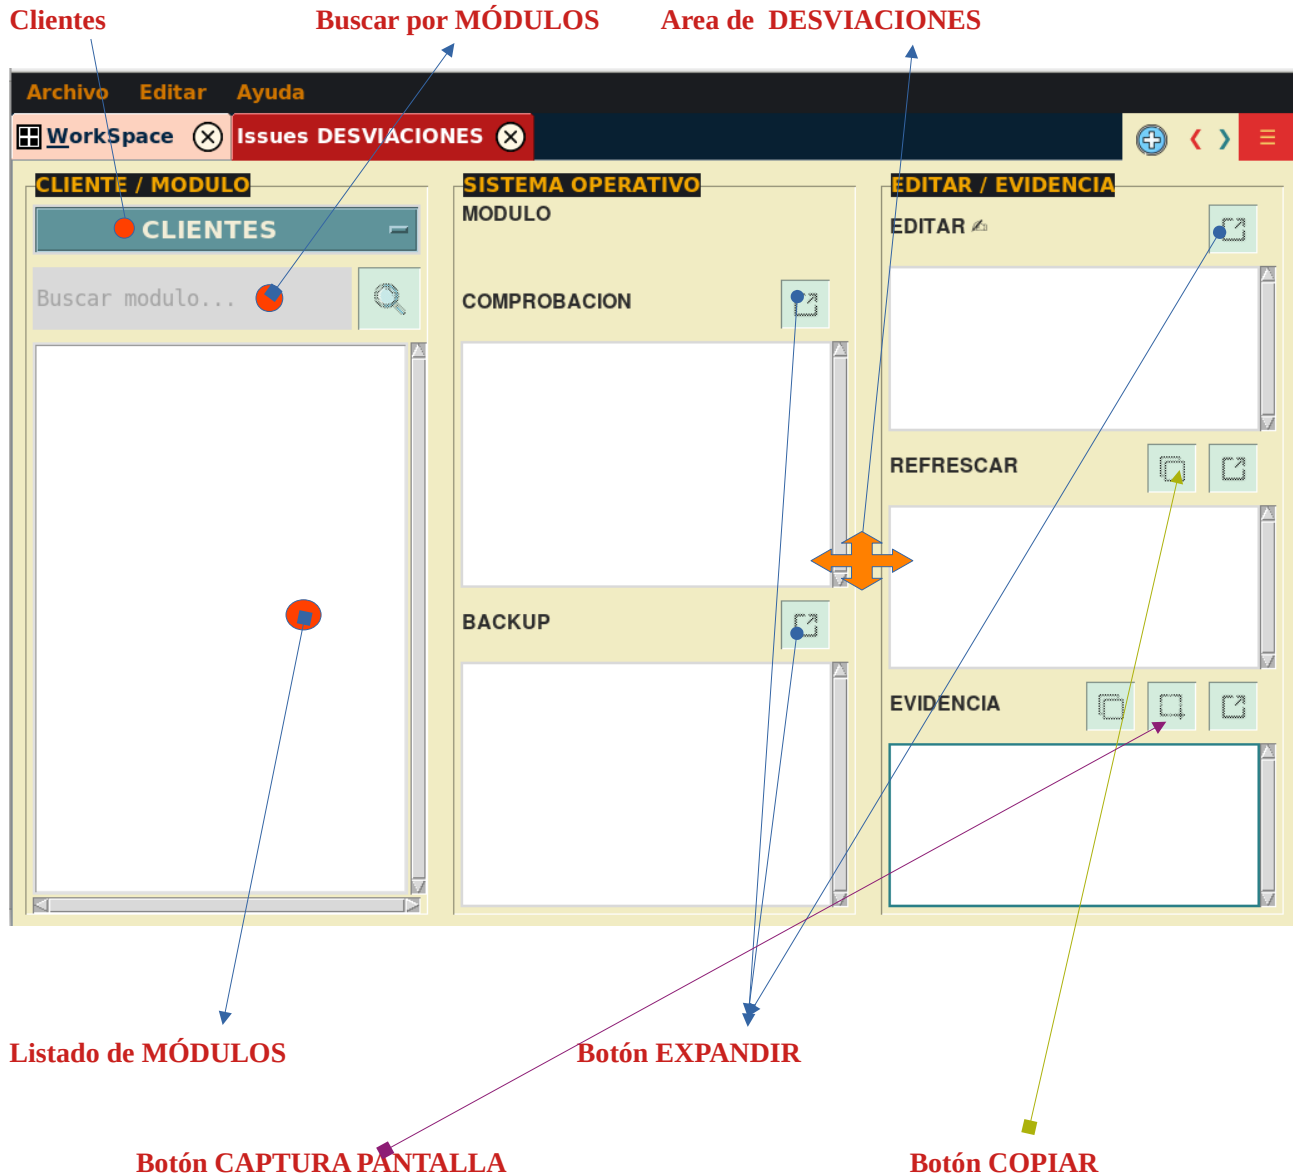 Clientes
Buscar por MÓDULOS
Area de DESVIACIONES
Archivo Editar Ayuda
WorkSpace
Issues DESVIACIONES
CLIENTE / MODULO
SISTEMA OPERATIVO
EDITAR / EVIDENCIA
CLIENTES
MODULO
EDITAR ✍
Buscar modulo...
COMPROBACION
REFRESCAR
BACKUP
EVIDENCIA
Listado de MÓDULOS
Botón EXPANDIR
Botón CAPTURA PANTALLA
Botón COPIAR